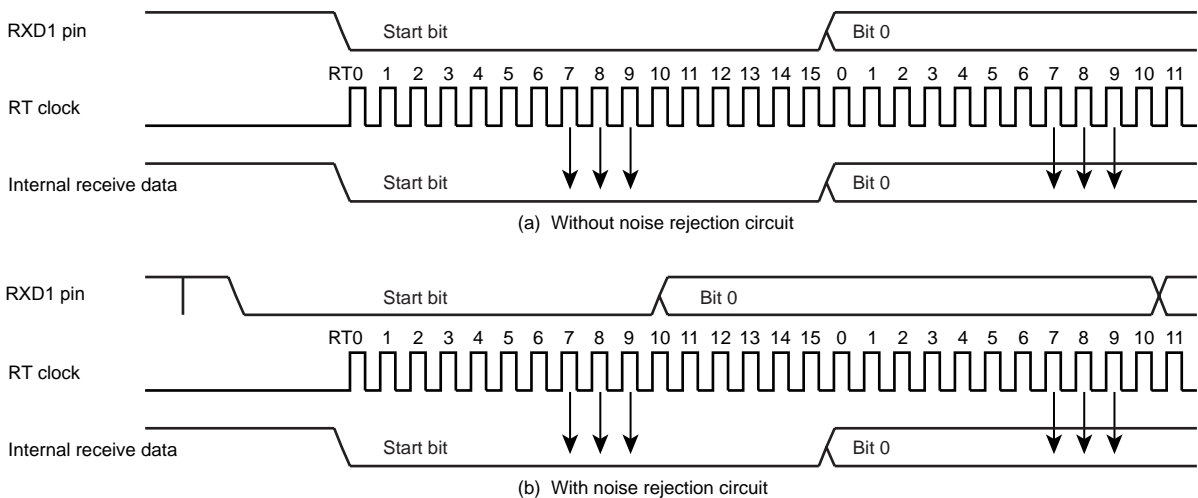 RXD1 pin Start bit Bit 0
RT0 1 2 3 4 5 6 7 8 9 10 11 12 13 14 15 0 1 2 3 4 5 6 7 8 9 10 11
RT clock
Internal receive data Start bit Bit 0
(a) Without noise rejection circuit
RXD1 pin Start bit Bit 0
RT0 1 2 3 4 5 6 7 8 9 10 11 12 13 14 15 0 1 2 3 4 5 6 7 8 9 10 11
RT clock
Internal receive data Start bit Bit 0
(b) With noise rejection circuit